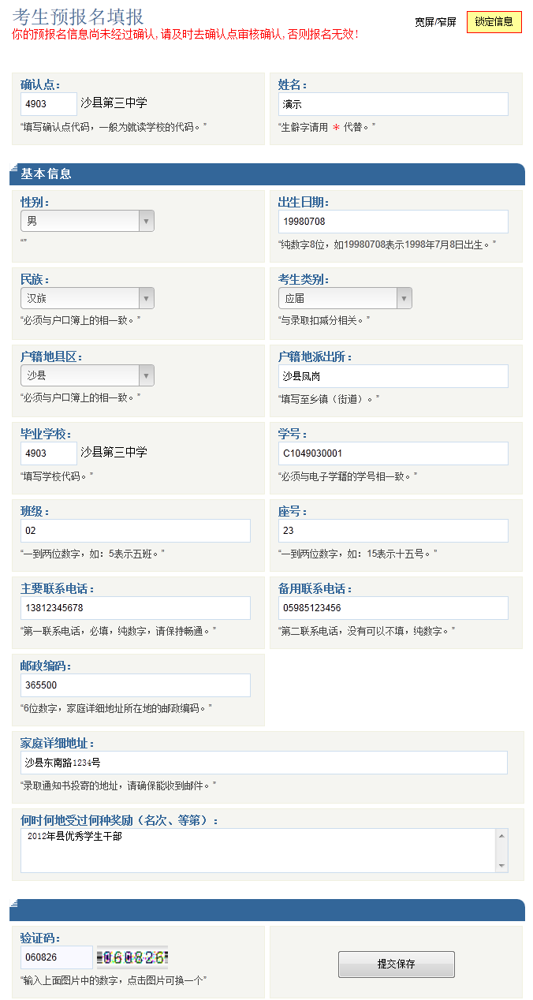 考生预报名填报
宽屏/窄屏 锁定信息
你的预报名信息尚未经过确认,请及时去确认点审核确认,否则报名无效!
确认点： 姓名：
4903 沙县第三中学 演示
“填写确认点代码，一般为就读学校的代码。” “生僻字请用 * 代替。”
基本信息
性别： 出生日期：
男 19980708
“” “纯数字8位，如19980708表示1998年7月8日出生。”
民族： 考生类别：
汉族 应届
“必须与户口簿上的相一致。” “与录取扣减分相关。”
户籍地县区： 户籍地派出所：
沙县 沙县凤岗
“必须与户口簿上的相一致。” “填写至乡镇（街道）。”
毕业学校： 学号：
4903 沙县第三中学 C1049030001
“填写学校代码。” “必须与电子学籍的学号相一致。”
班级： 座号：
02 23
“一到两位数字，如：5表示五班。” “一到两位数字，如：15表示十五号。”
主要联系电话： 备用联系电话：
13812345678 05985123456
“第一联系电话，必填，纯数字，请保持畅通。” “第二联系电话，没有可以不填，纯数字。”
邮政编码：
365500
“6位数字，家庭详细地址所在地的邮政编码。”
家庭详细地址：
沙县东南路1234号
“录取通知书投寄的地址，请确保能收到邮件。”
何时何地受过何种奖励（名次、等第）：
2012年县优秀学生干部
验证码：
060826 060826 提交保存
“输入上面图片中的数字，点击图片可换一个”